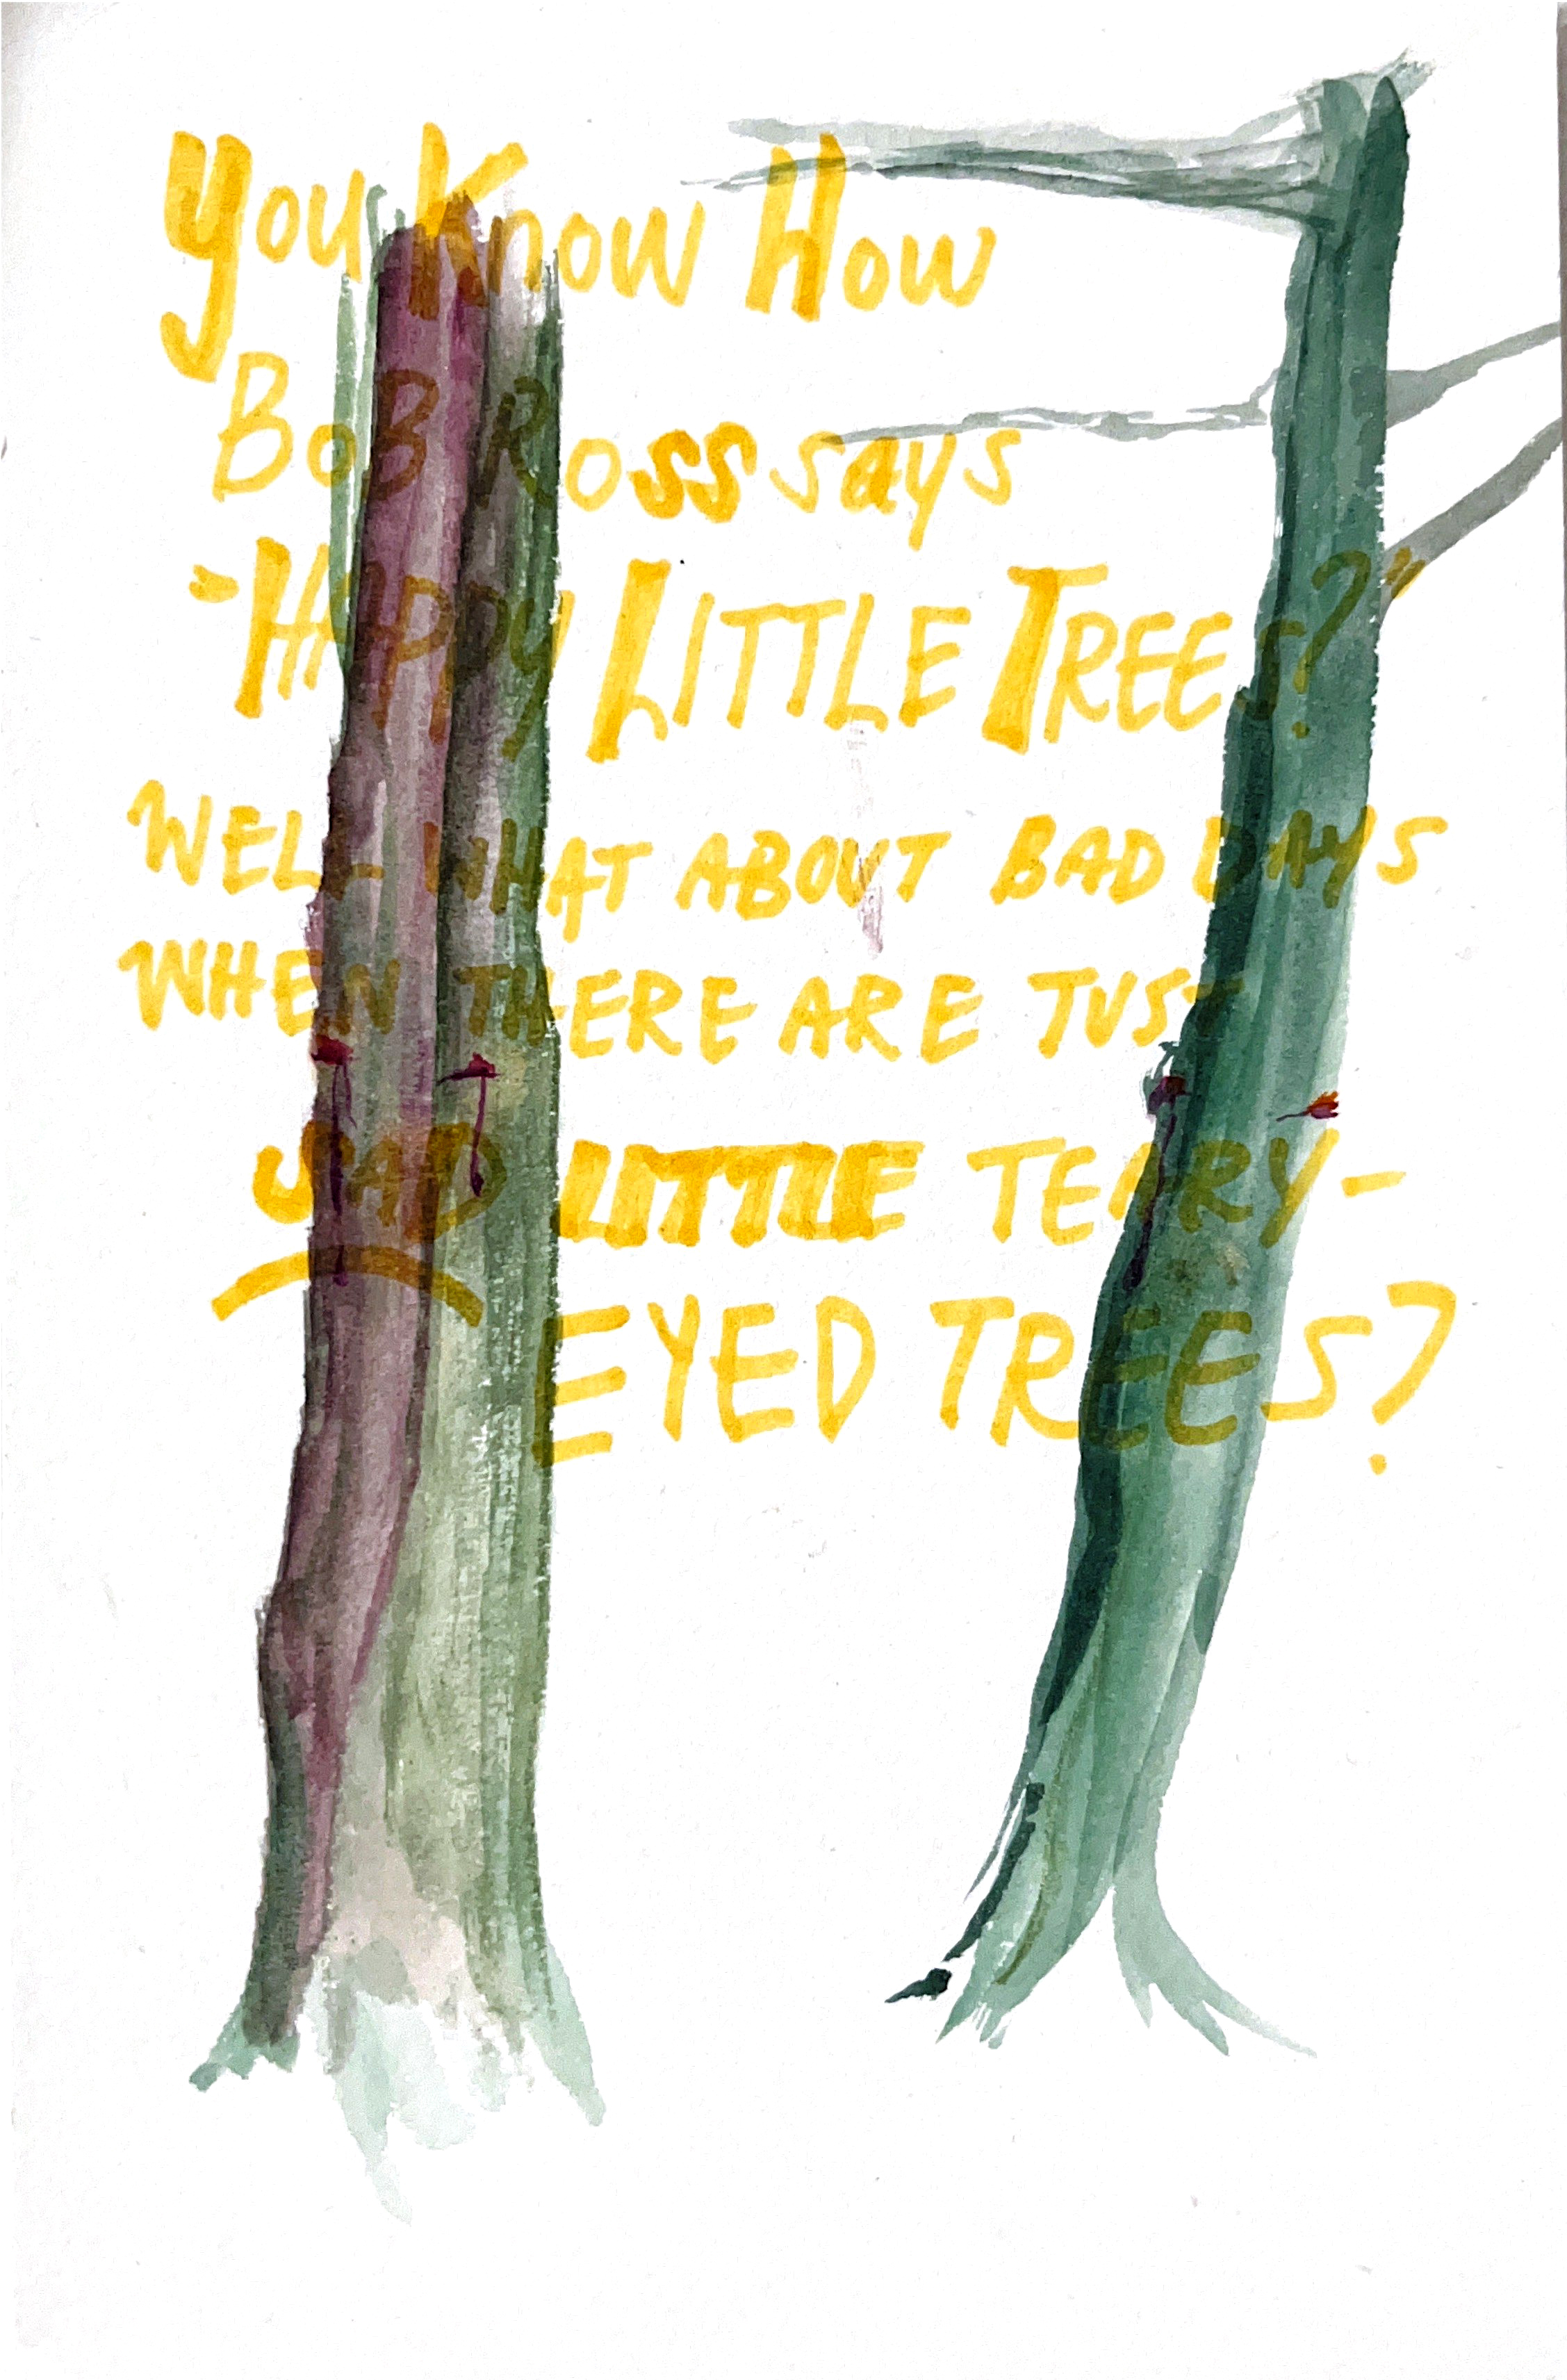 You Know How
BoB Ross says
"HAPPY LITTLE TREES?"
WELL WHAT ABOUT BAD DAYS
WHEN THERE ARE JUST
SAD LITTLE TEARY-
EYED TREES?